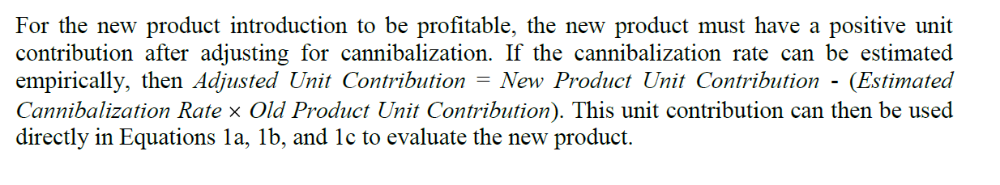 For the new product introduction to be profitable, the new product must have a positive unit
contribution after adjusting for cannibalization. If the cannibalization rate can be estimated
empirically, then Adjusted Unit Contribution = New Product Unit Contribution - (Estimated
Cannibalization Rate × Old Product Unit Contribution). This unit contribution can then be used
directly in Equations 1a, 1b, and 1c to evaluate the new product.